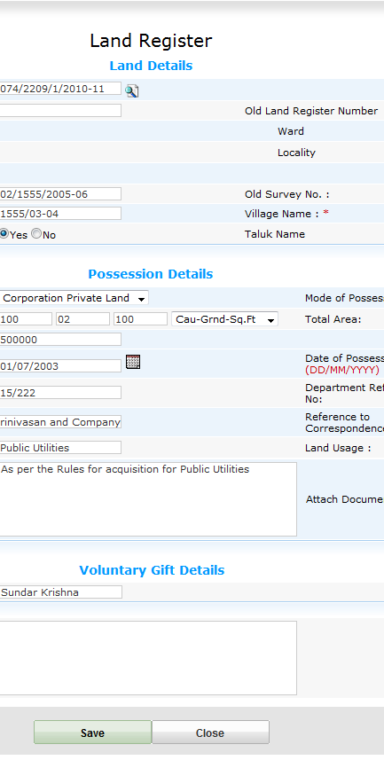 Land Register
Land Details
074/2209/1/2010-11
Old Land Register Number
Ward
Locality
02/1555/2005-06 Old Survey No. :
1555/03-04 Village Name : *
Yes No Taluk Name
Possession Details
Corporation Private Land Mode of Possess
100 02 100 Cau-Grnd-Sq.Ft Total Area:
500000
01/07/2003 Date of Possess
(DD/MM/YYYY)
15/222 Department Ref
No:
rinivasan and Company Reference to
Correspondence
Public Utilities Land Usage :
As per the Rules for acquisition for Public Utilities
Attach Docume
Voluntary Gift Details
Sundar Krishna
Save Close